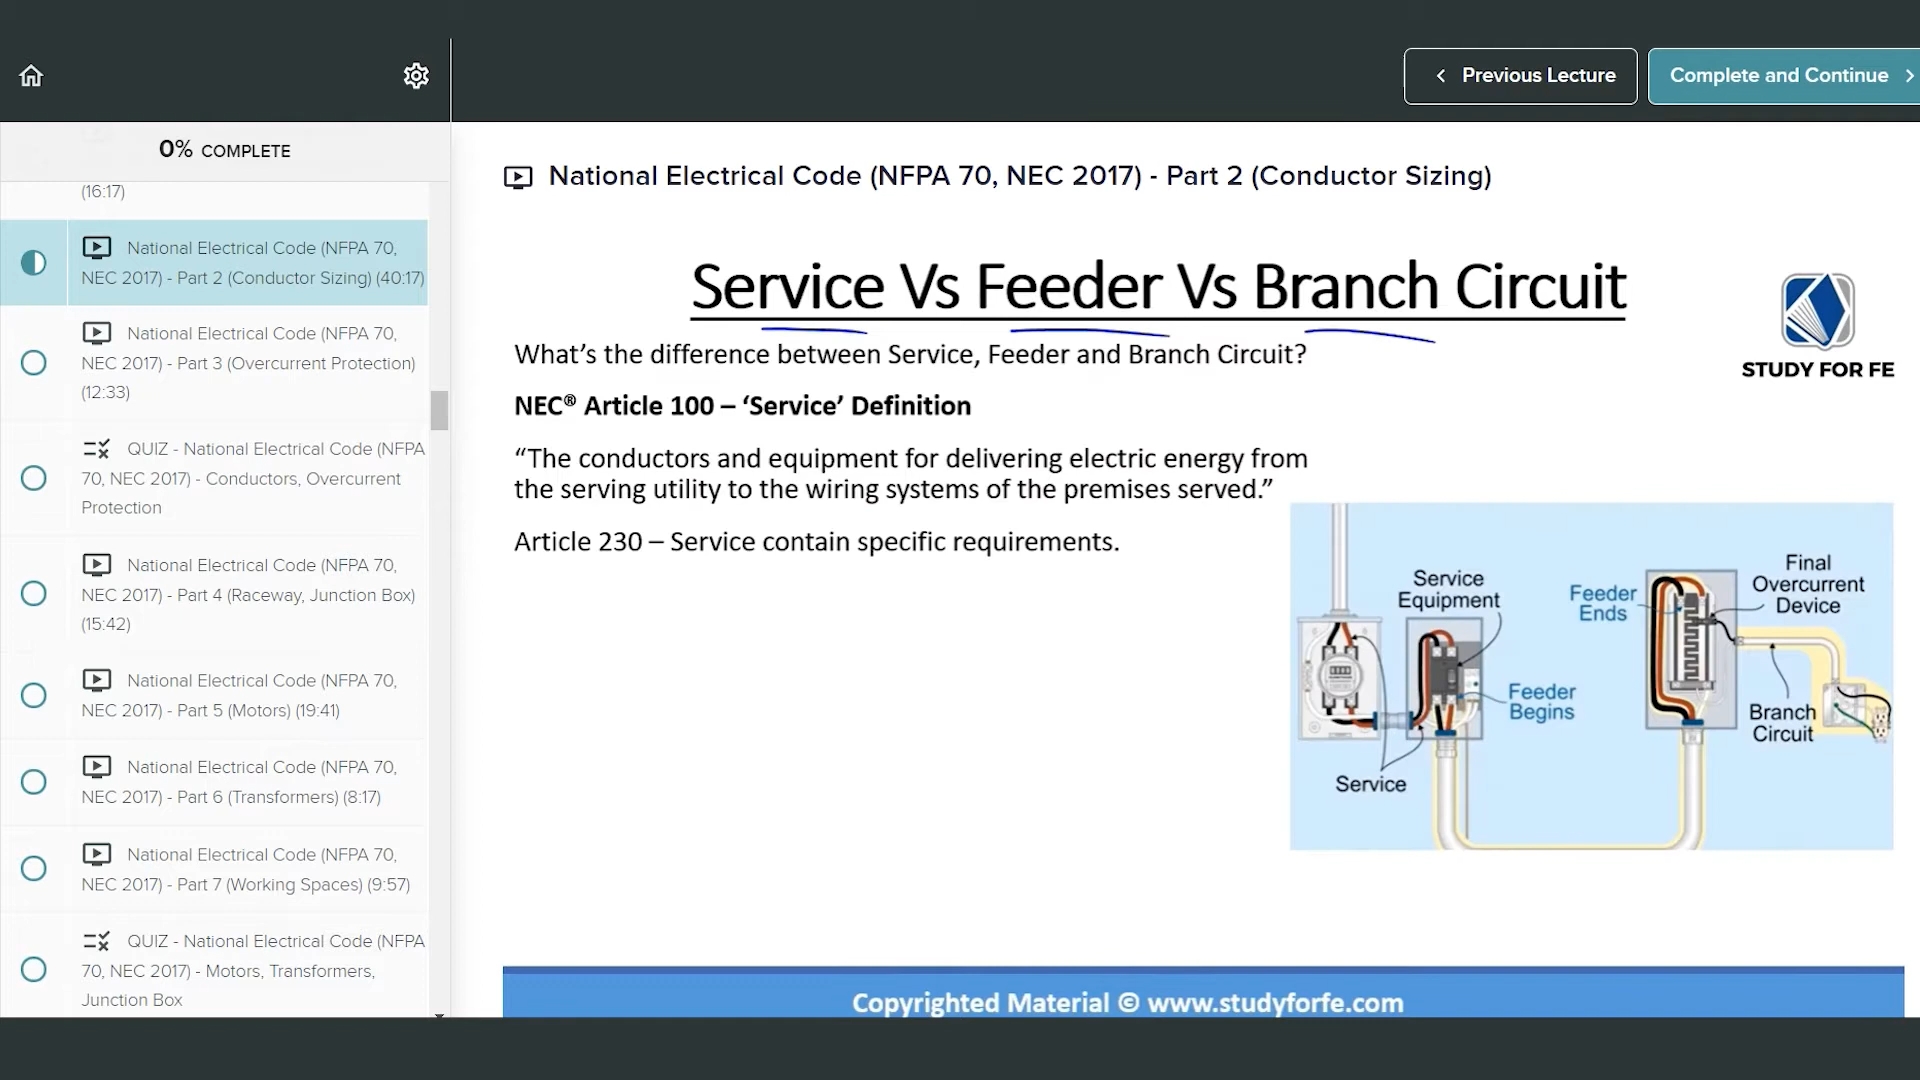 Previous Lecture
Complete and Continue
0% COMPLETE
(16:17)
National Electrical Code (NFPA 70,
NEC 2017) - Part 2 (Conductor Sizing) (40:17)
National Electrical Code (NFPA 70,
NEC 2017) - Part 3 (Overcurrent Protection)
(12:33)
QUIZ - National Electrical Code (NFPA
70, NEC 2017) - Conductors, Overcurrent
Protection
National Electrical Code (NFPA 70,
NEC 2017) - Part 4 (Raceway, Junction Box)
(15:42)
National Electrical Code (NFPA 70,
NEC 2017) - Part 5 (Motors) (19:41)
National Electrical Code (NFPA 70,
NEC 2017) - Part 6 (Transformers) (8:17)
National Electrical Code (NFPA 70,
NEC 2017) - Part 7 (Working Spaces) (9:57)
QUIZ - National Electrical Code (NFPA
70, NEC 2017) - Motors, Transformers,
Junction Box
National Electrical Code (NFPA 70, NEC 2017) - Part 2 (Conductor Sizing)
Service Vs Feeder Vs Branch Circuit
STUDY FOR FE
What's the difference between Service, Feeder and Branch Circuit?
NEC® Article 100 – 'Service' Definition
"The conductors and equipment for delivering electric energy from
the serving utility to the wiring systems of the premises served."
Article 230 – Service contain specific requirements.
Service
Equipment
Feeder
Begins
Service
Feeder
Ends
Final
Overcurrent
Device
Branch
Circuit
Copyrighted Material © www.studyforfe.com